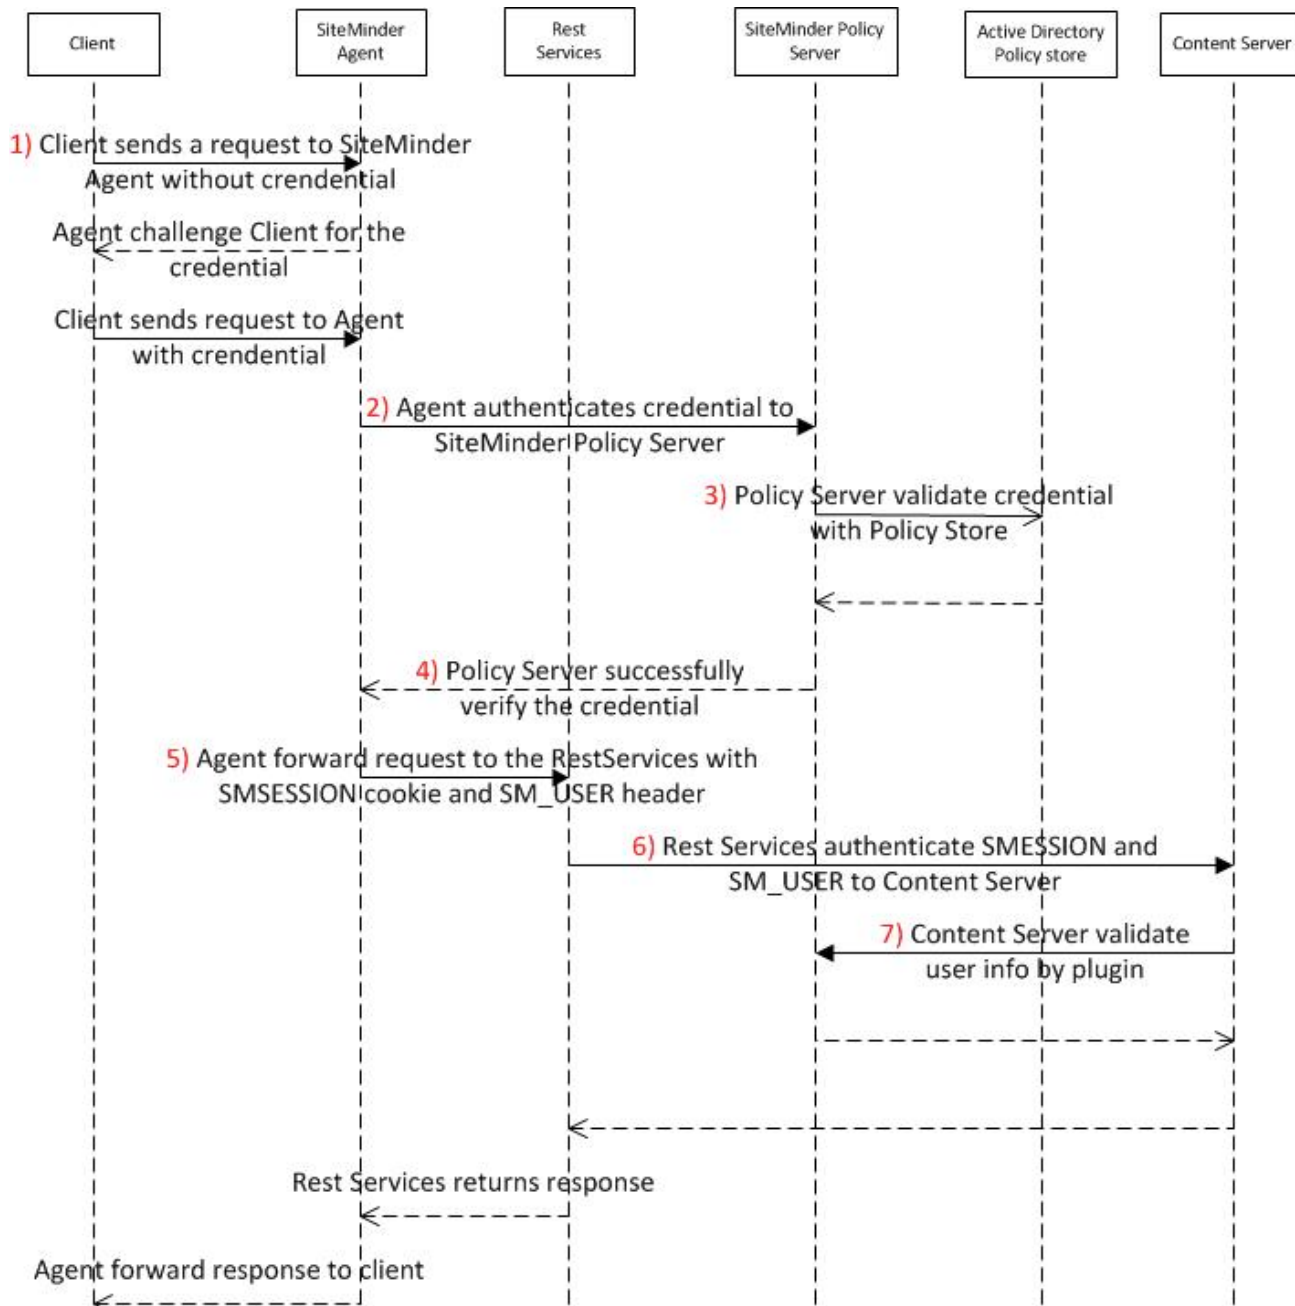 Client
SiteMinder
Agent
Rest
Services
SiteMinder Policy
Server
Active Directory
Policy store
Content Server
1) Client sends a request to SiteMinder
Agent without crendential
Agent challenge Client for the
credential
Client sends request to Agent
with crendential
2) Agent authenticates credential to
SiteMinder Policy Server
3) Policy Server validate credential
with Policy Store
4) Policy Server successfully
verify the credential
5) Agent forward request to the RestServices with
SMSESSION cookie and SM_USER header
6) Rest Services authenticate SMESSION and
SM_USER to Content Server
7) Content Server validate
user info by plugin
Rest Services returns response
Agent forward response to client